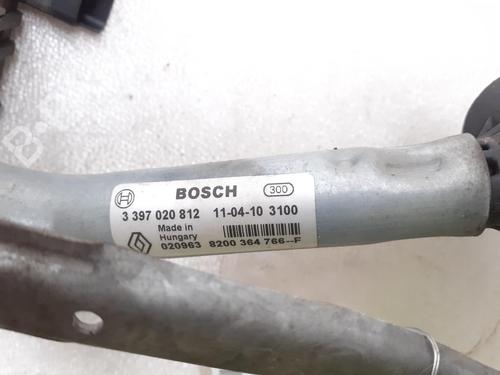 BOSCH 300
3 397 020 812 11-04-10 3100
Made in
Hungary
020963 8200 364 766--F